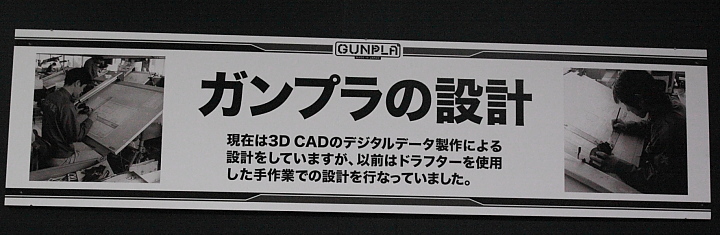 GUNPLA
ガンプラの設計
現在は3D CADのデジタルデータ製作による
設計をしていますが、以前はドラフターを使用
した手作業での設計を行なっていました。